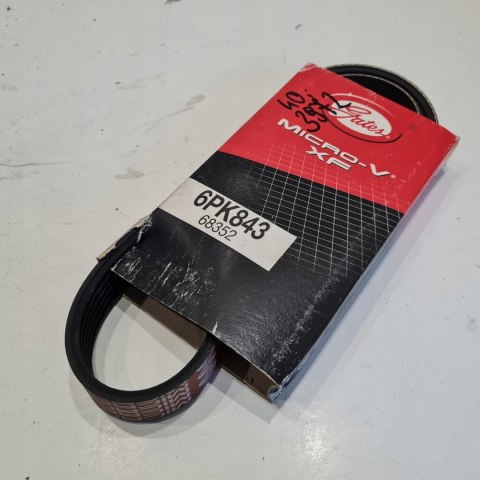 Gates
MICRO-V
XF
6PK843
68352